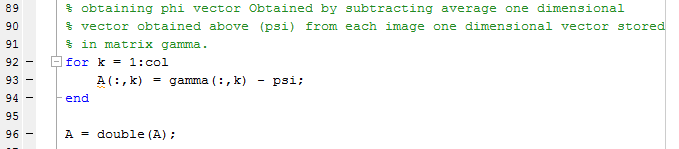 89 % obtaining phi vector Obtained by subtracting average one dimensional
90 % vector obtained above (psi) from each image one dimensional vector stored
91 % in matrix gamma.
92 - for k = 1:col
93 - A(:,k) = gamma(:,k) - psi;
94 - end
95
96 - A = double(A);